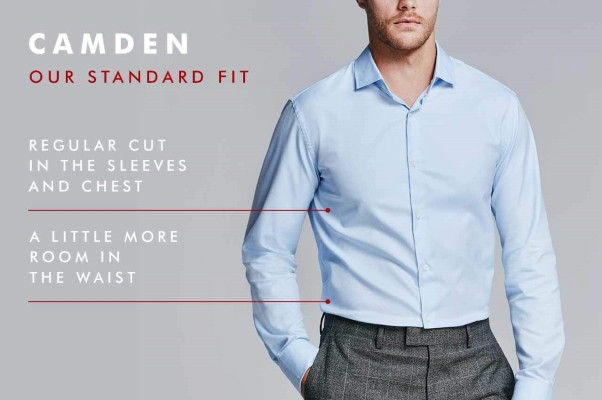 CAMDEN
OUR STANDARD FIT
REGULAR CUT
IN THE SLEEVES
AND CHEST
A LITTLE MORE
ROOM IN
THE WAIST